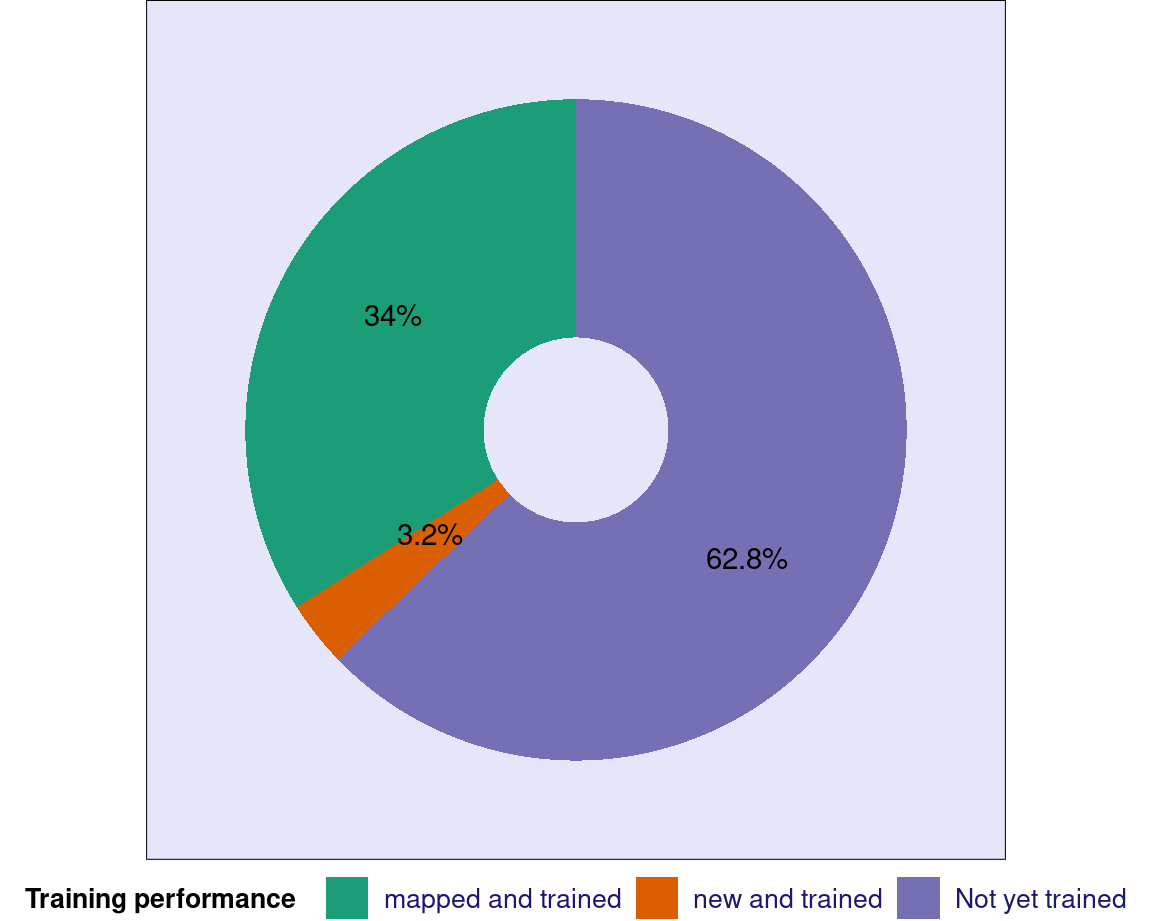 34%
3.2%
62.8%
Training performance mapped and trained new and trained Not yet trained